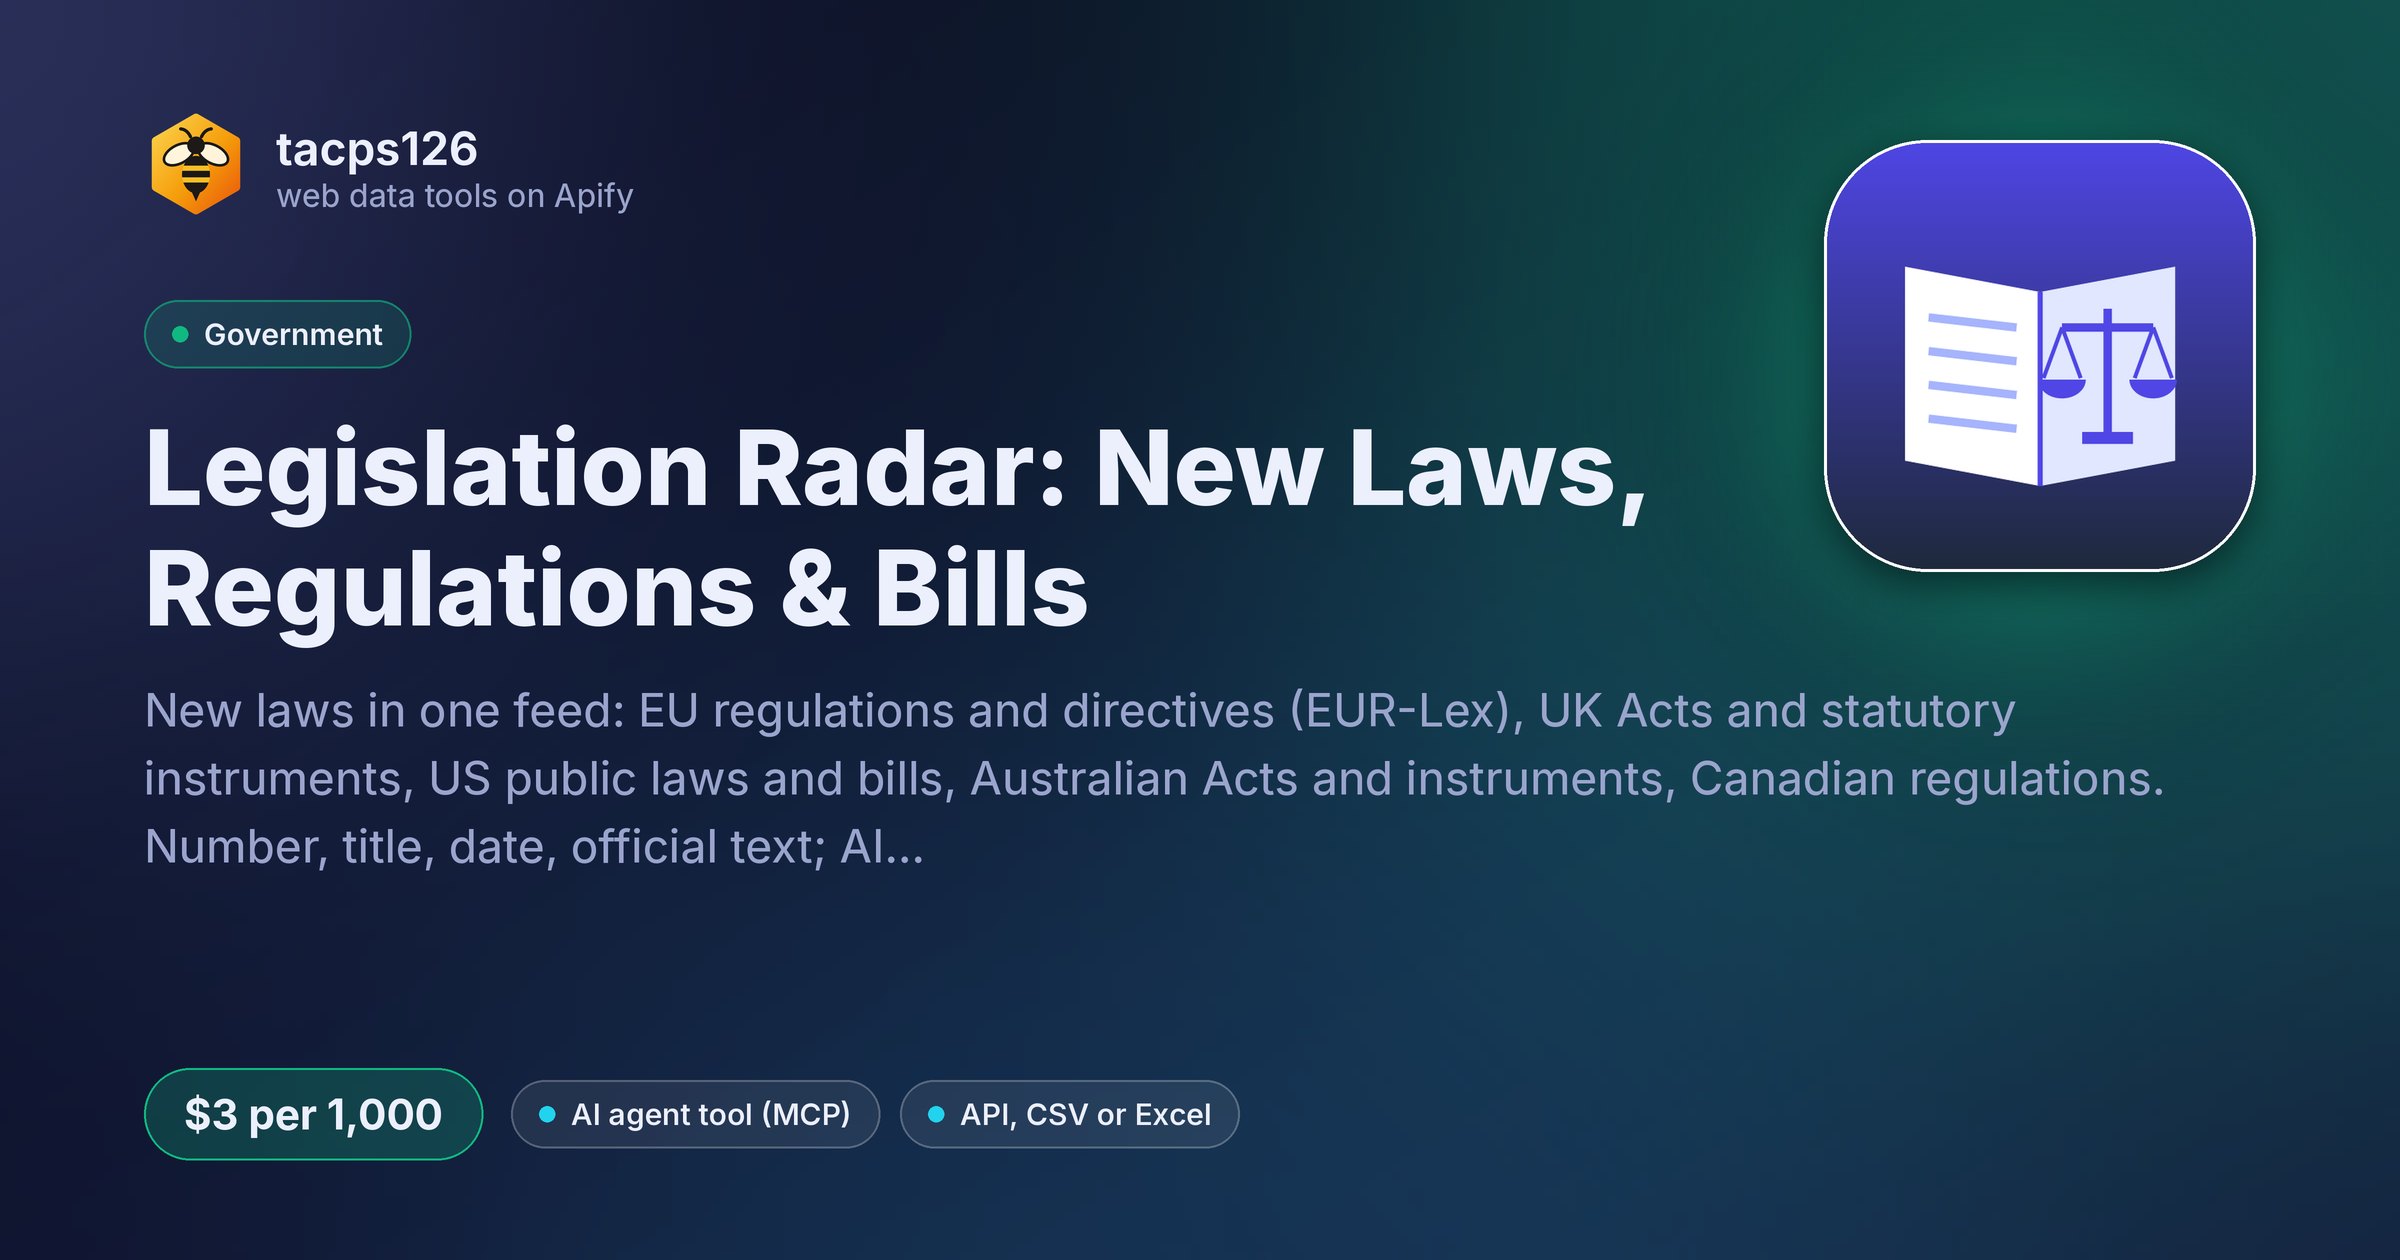 tacps126
web data tools on Apify
Government
Legislation Radar: New Laws,
Regulations & Bills
New laws in one feed: EU regulations and directives (EUR-Lex), UK Acts and statutory
instruments, US public laws and bills, Australian Acts and instruments, Canadian regulations.
Number, title, date, official text; AI...
$3 per 1,000
AI agent tool (MCP)
API, CSV or Excel